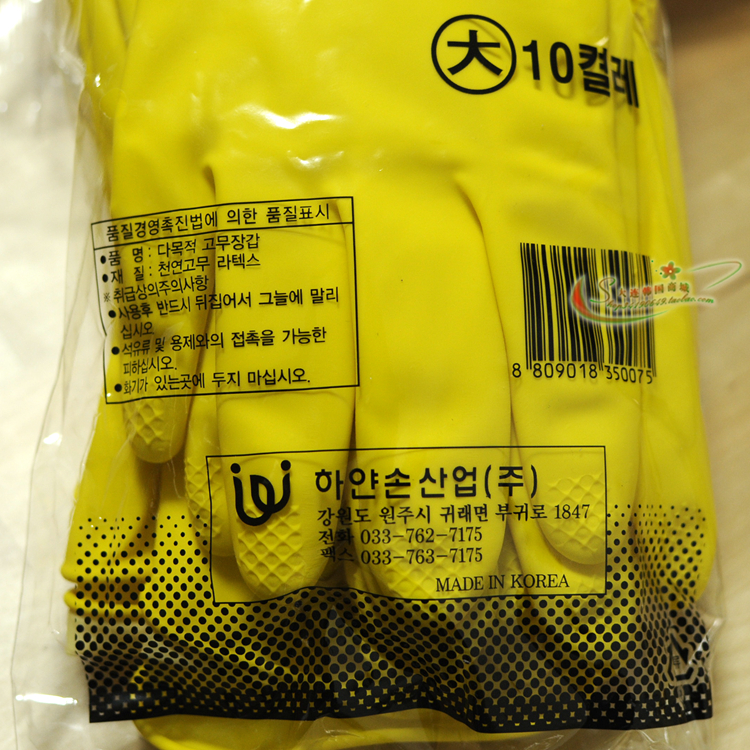 大 10켤레
품질경영촉진법에 의한 품질표시
●품 명 : 다목적 고무장갑
●재 질 : 천연고무 라텍스
※ 취급상의주의사항
●사용후 반드시 뒤집어서 그늘에 말리
십시오
●석유류 및 용제와의 접촉을 가능한
피하십시오.
●화기가 있는곳에 두지 마십시오.
8 809018 350075
하얀손산업(주)
강원도 원주시 귀래면 부귀로 1847
전화 033-762-7175
팩스 033-763-7175
MADE IN KOREA